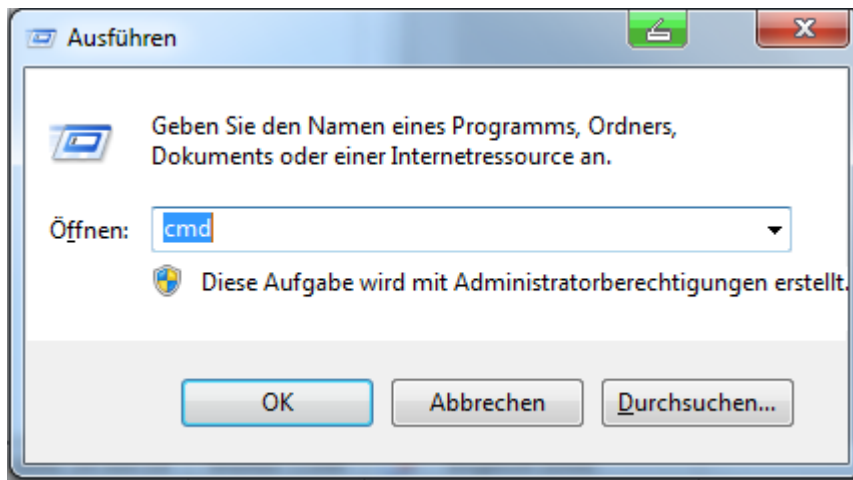 Ausführen
Geben Sie den Namen eines Programms, Ordners,
Dokuments oder einer Internetressource an.
Öffnen: cmd
Diese Aufgabe wird mit Administratorberechtigungen erstellt.
OK Abbrechen Durchsuchen...